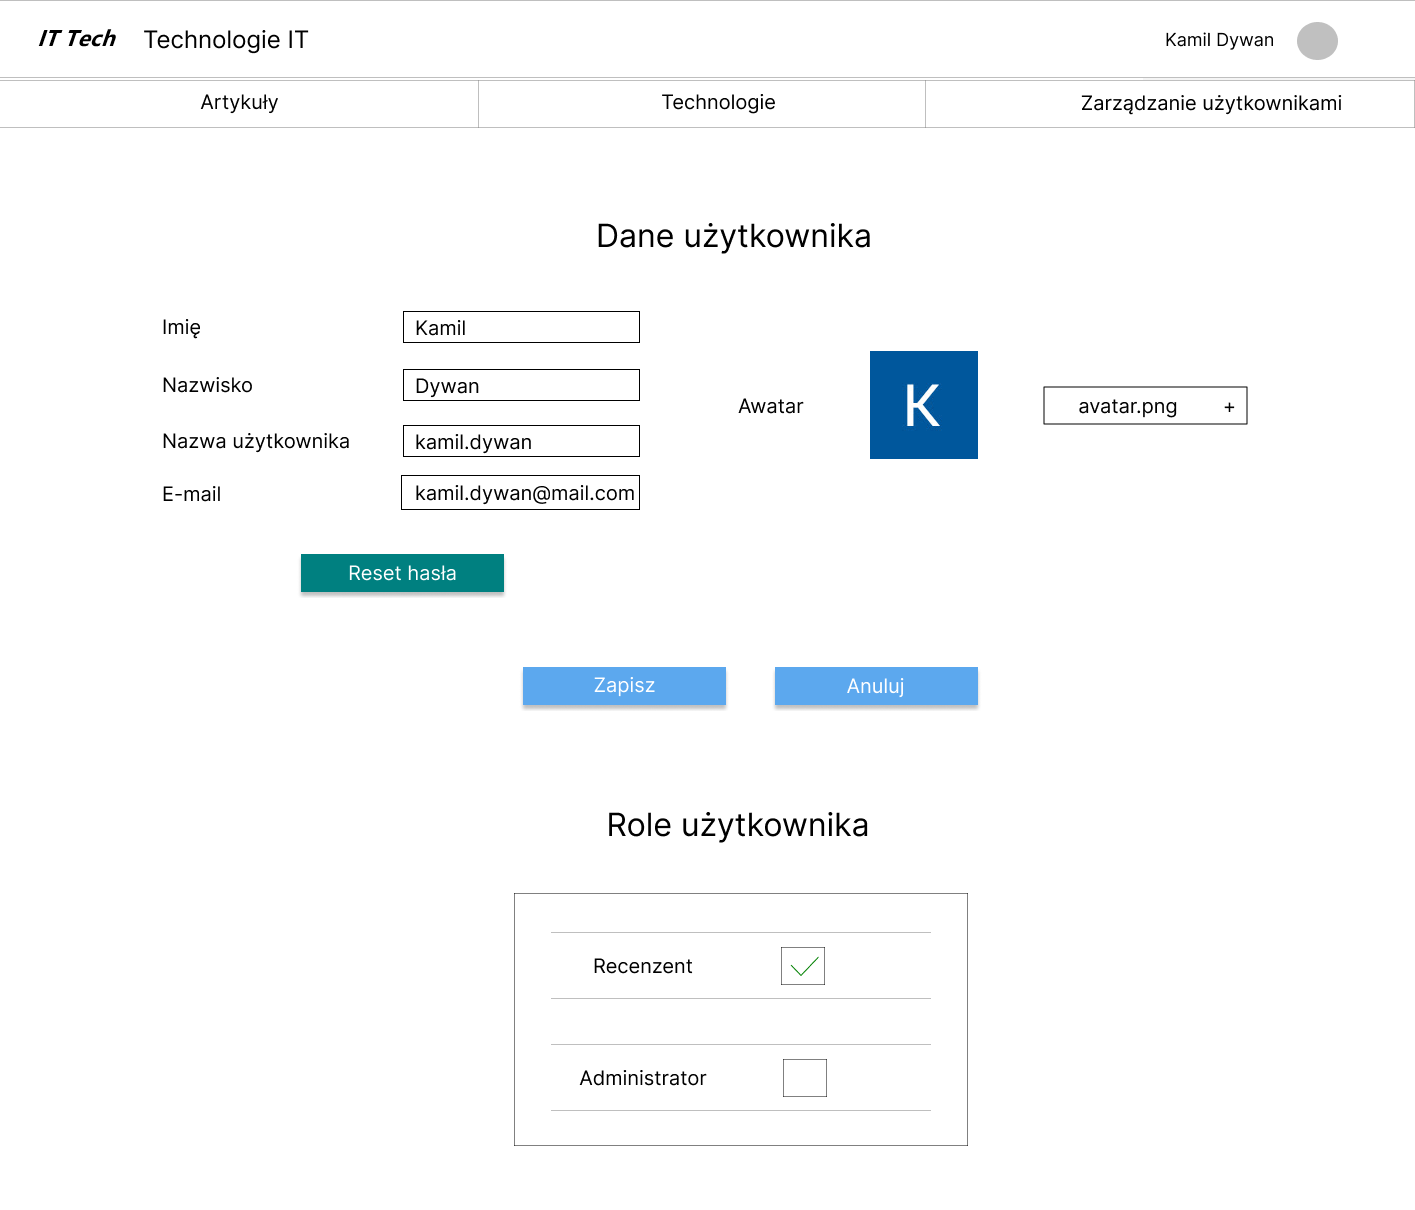 IT Tech
Technologie IT
Kamil Dywan
Artykuły
Technologie
Zarządzanie użytkownikami
Dane użytkownika
Imię
Kamil
Nazwisko
Dywan
Nazwa użytkownika
kamil.dywan
E-mail
kamil.dywan@mail.com
Awatar
K
avatar.png +
Reset hasła
Zapisz
Anuluj
Role użytkownika
Recenzent
Administrator